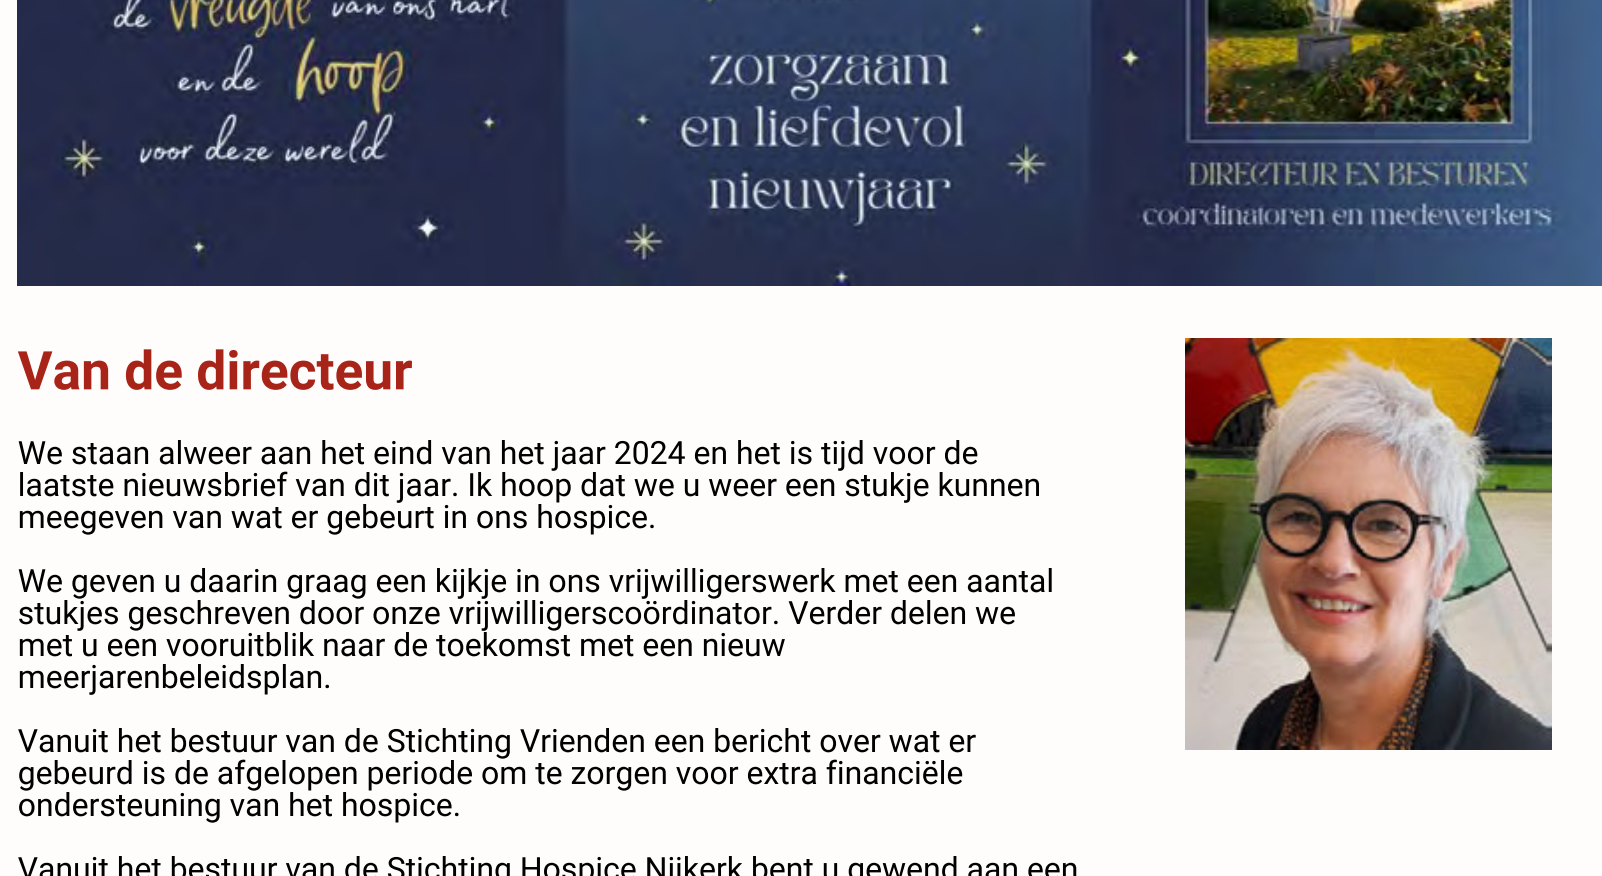 de vreugde van ons hart
en de hoop
voor deze wereld
zorgzaam
en liefdevol
nieuwjaar
DIRECTEUR EN BESTUREN
coördinatoren en medewerkers
Van de directeur
We staan alweer aan het eind van het jaar 2024 en het is tijd voor de
laatste nieuwsbrief van dit jaar. Ik hoop dat we u weer een stukje kunnen
meegeven van wat er gebeurt in ons hospice.
We geven u daarin graag een kijkje in ons vrijwilligerswerk met een aantal
stukjes geschreven door onze vrijwilligerscoördinator. Verder delen we
met u een vooruitblik naar de toekomst met een nieuw
meerjarenbeleidsplan.
Vanuit het bestuur van de Stichting Vrienden een bericht over wat er
gebeurd is de afgelopen periode om te zorgen voor extra financiële
ondersteuning van het hospice.
Vanuit het bestuur van de Stichting Hospice Nijkerk bent u gewend aan een